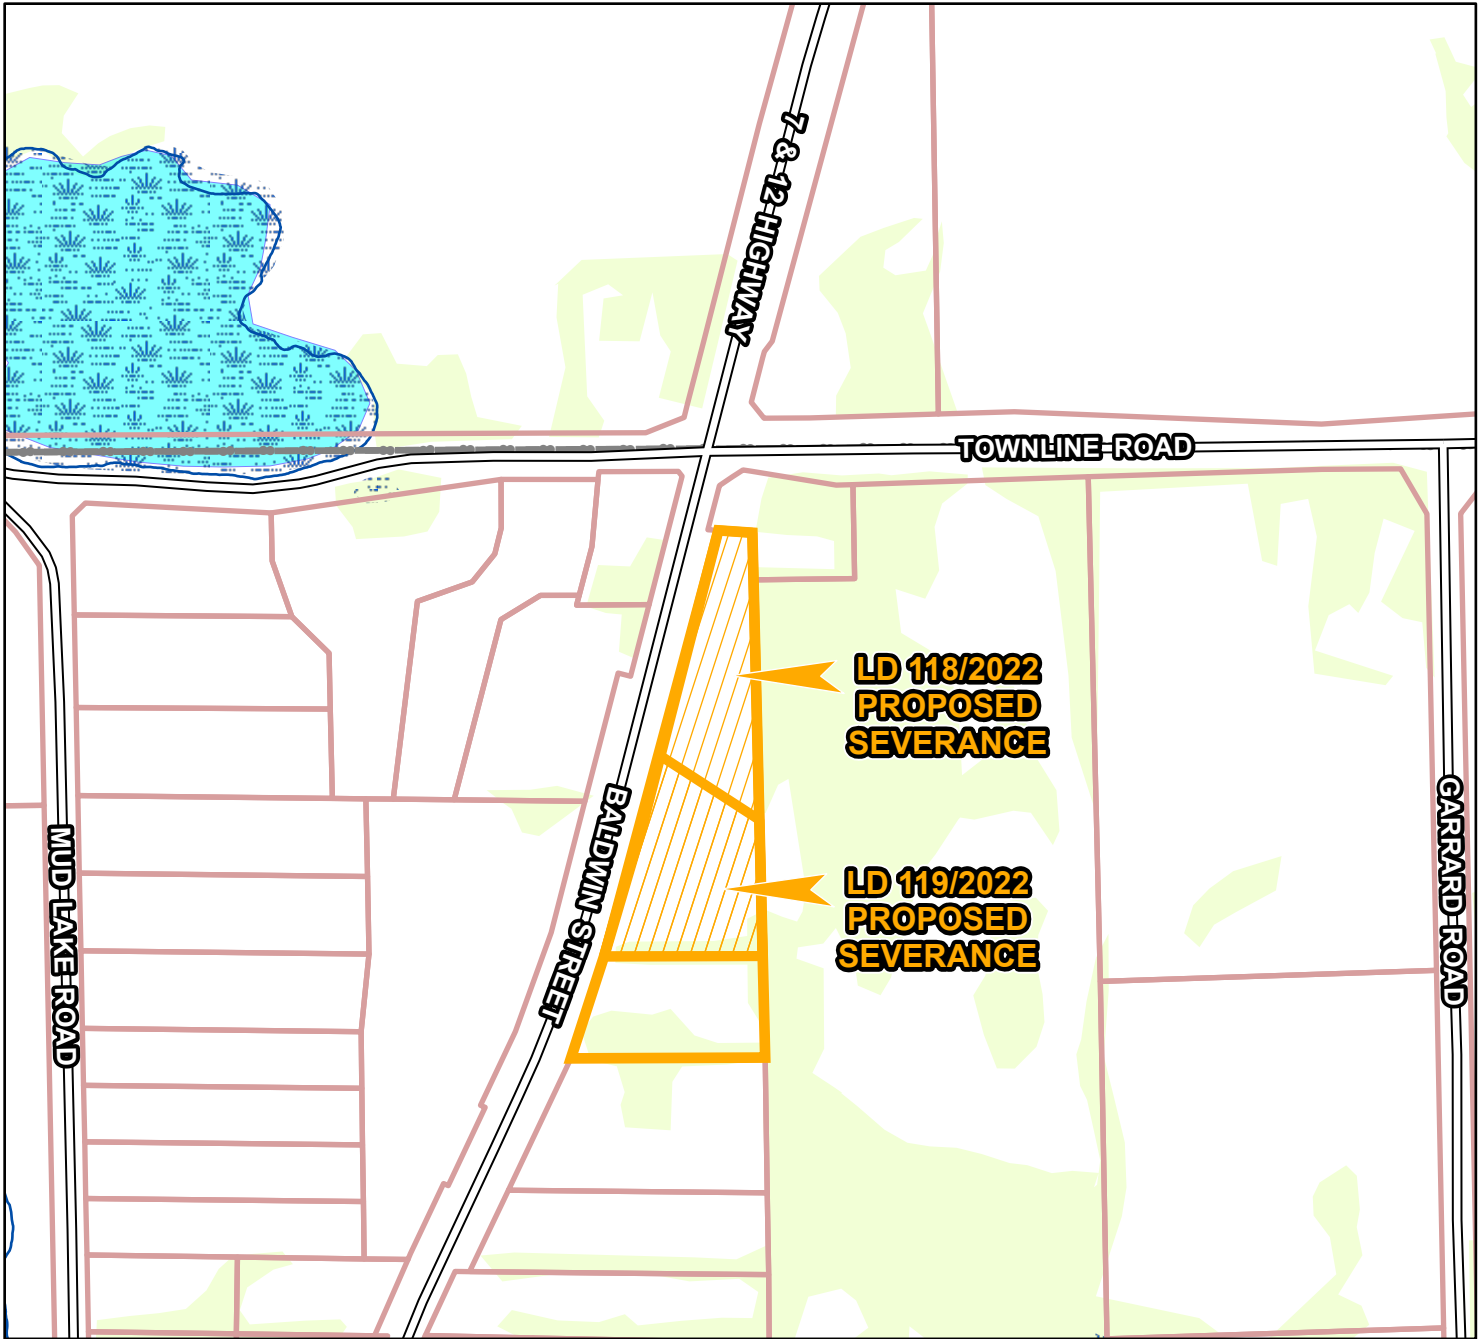 7 & 12 HIGHWAY
TOWNLINE ROAD
LD 118/2022
PROPOSED
SEVERANCE
BALDWIN STREET
GARRARD ROAD
MUD LAKE ROAD
LD 119/2022
PROPOSED
SEVERANCE